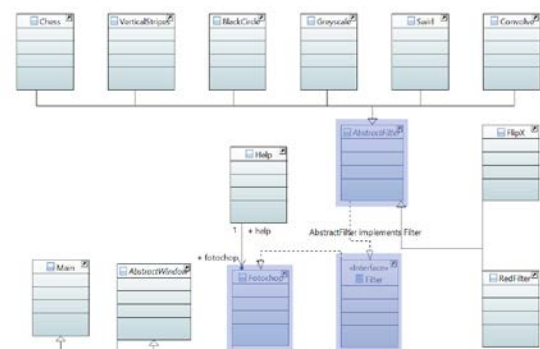 Chess
VerticalStripes
BlackCircle
Greyscale
Swirl
Convolve
AbstractFilter
FlipX
Help
AbstractFilter implements Filter
1
+ help
+ fotochop
Main
AbstractWindow
Fotochop
«Interface»
Filter
RedFilter